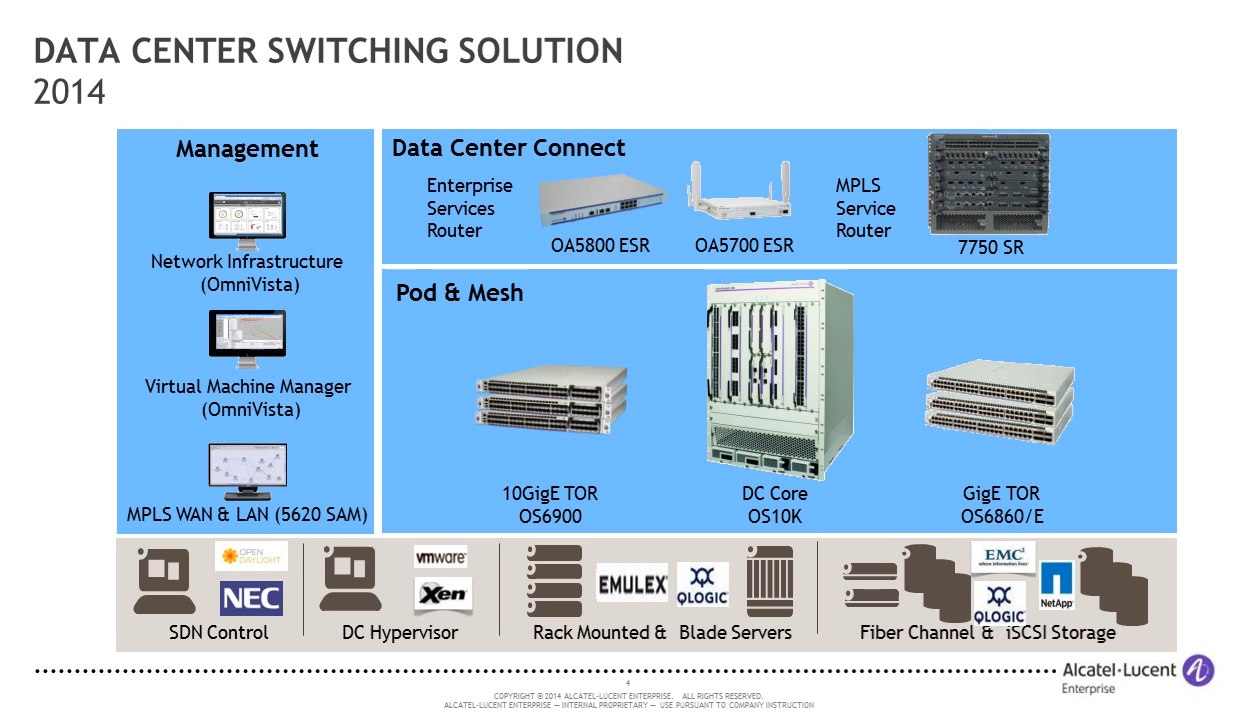 DATA CENTER SWITCHING SOLUTION
2014
Management
Network Infrastructure
(OmniVista)
Virtual Machine Manager
(OmniVista)
MPLS WAN & LAN (5620 SAM)
Data Center Connect
Enterprise
Services
Router
OA5800 ESR
OA5700 ESR
MPLS
Service
Router
7750 SR
Pod & Mesh
10GigE TOR
OS6900
DC Core
OS10K
GigE TOR
OS6860/E
OPEN
DAYLIGHT
NEC
SDN Control
vmware
Xen
DC Hypervisor
EMULEX
QLOGIC
Rack Mounted & Blade Servers
EMC²
where information lives
QLOGIC
NetApp
Fiber Channel & iSCSI Storage
Alcatel·Lucent
Enterprise
4
COPYRIGHT © 2014 ALCATEL-LUCENT ENTERPRISE. ALL RIGHTS RESERVED.
ALCATEL-LUCENT ENTERPRISE — INTERNAL PROPRIETARY — USE PURSUANT TO COMPANY INSTRUCTION